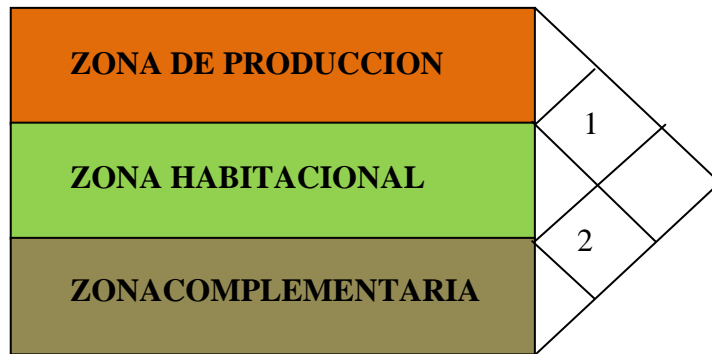 ZONA DE PRODUCCION
1
ZONA HABITACIONAL
2
ZONACOMPLEMENTARIA